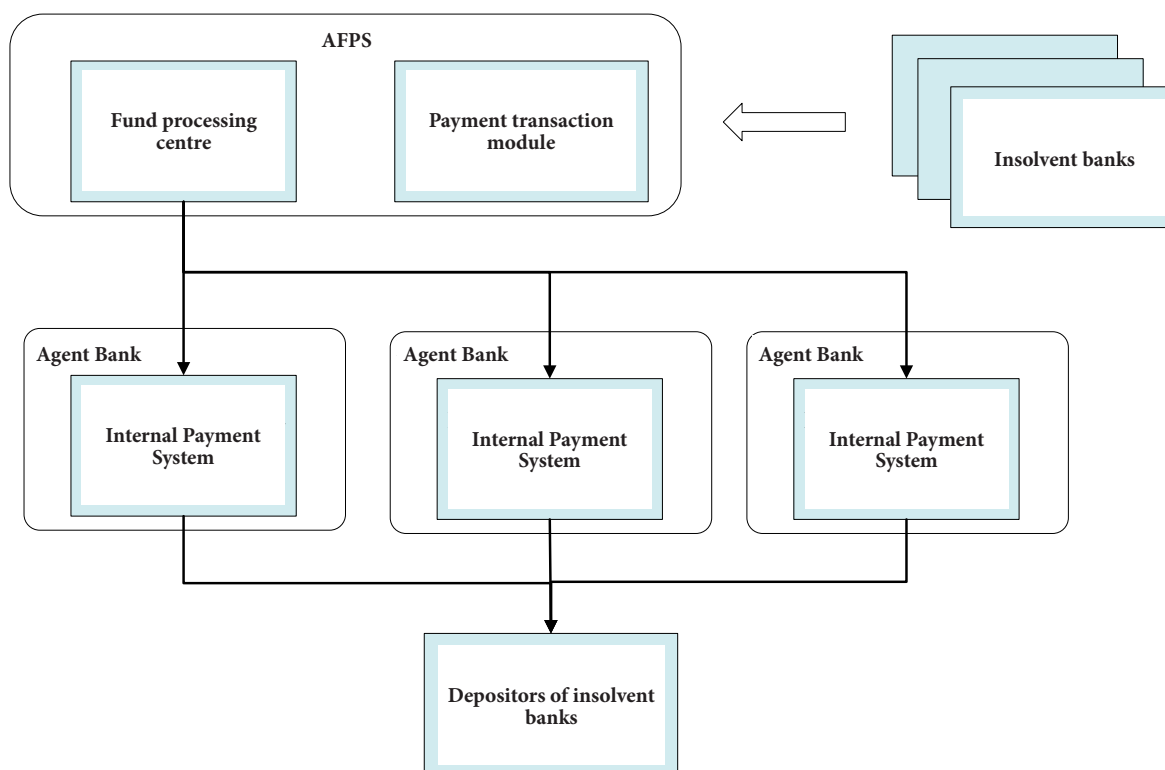 AFPS
Fund processing
centre
Payment transaction
module
Insolvent banks
Agent Bank
Internal Payment
System
Agent Bank
Internal Payment
System
Agent Bank
Internal Payment
System
Depositors of insolvent
banks